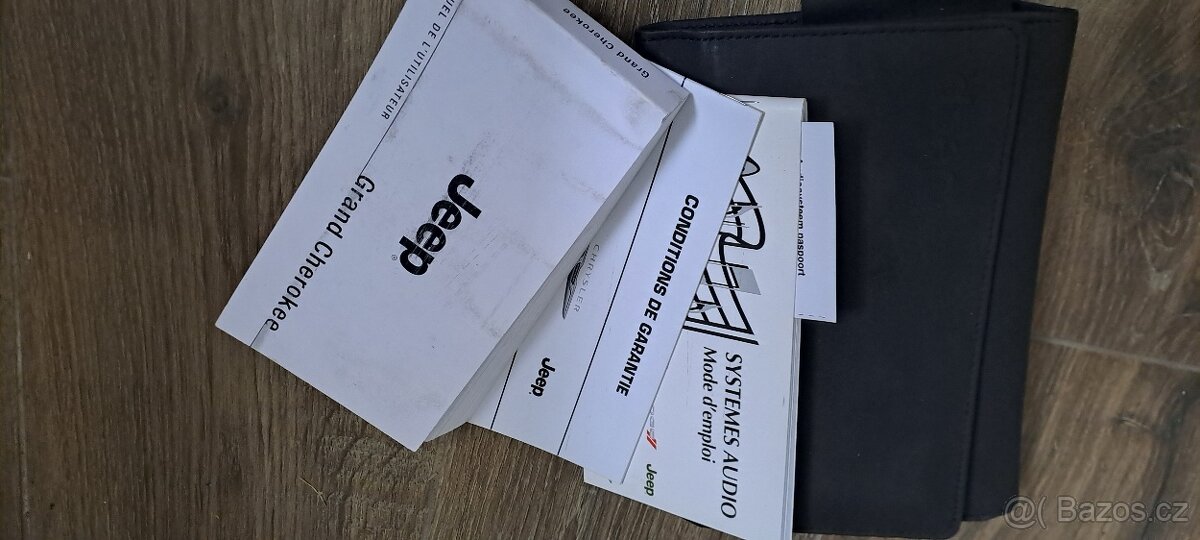 DE L'UTILISATEUR
Grand Cherokee
Jeep
Grand Cherokee
CONDITIONS DE GARANTIE
CHRYSLER
Jeep
SYSTEMES AUDIO
Mode d'emploi
Jeep
paspoort
@( Bazos.cz